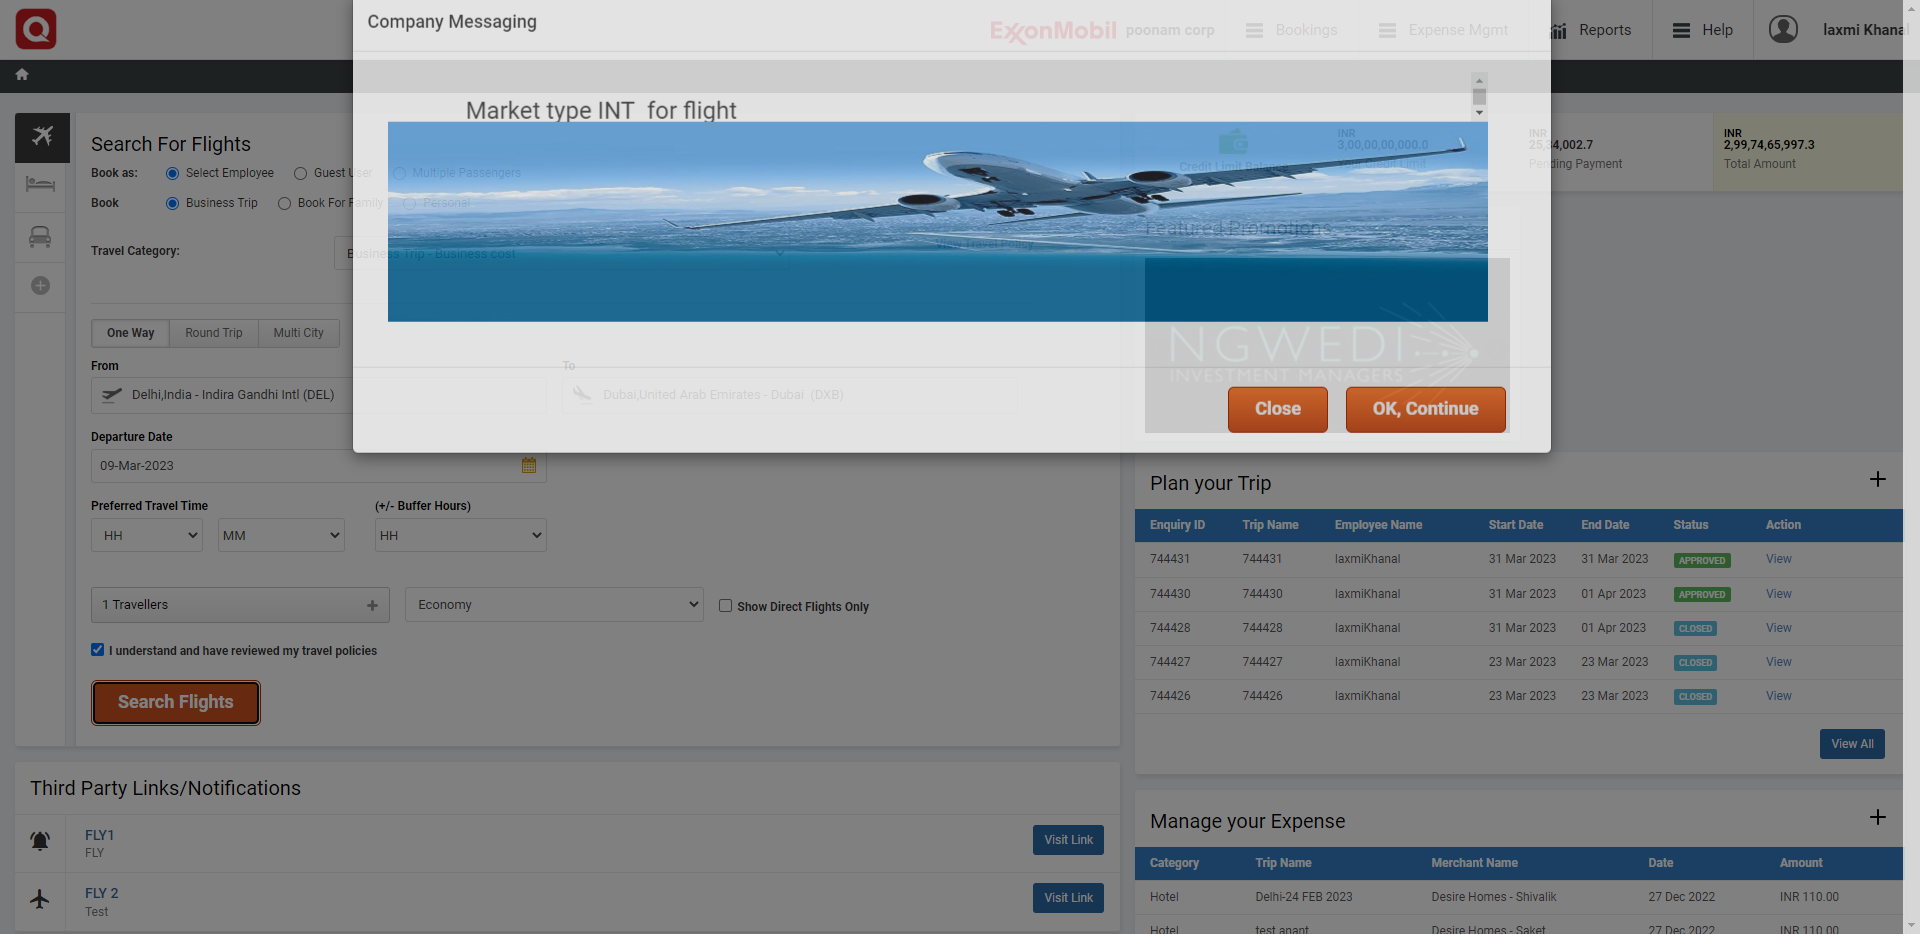 Company Messaging
ExxonMobil poonam corp
Bookings
Expense Mgmt
Reports
Help
laxmi Khanal
Market type INT for flight
Search For Flights
Book as:
Select Employee
Guest User
Multiple Passengers
Book
Business Trip
Book For Family
Personal
Travel Category:
Business Trip - Business cost
View Travel Policy
Credit Limit Balance
INR
3,00,00,00,000.0
Credit Limit
INR
25,34,002.7
Pending Payment
INR
2,99,74,65,997.3
Total Amount
Featured Promotions
NGWEDI
INVESTMENT MANAGERS
One Way
Round Trip
Multi City
From
To
Delhi,India - Indira Gandhi Intl (DEL)
Dubai,United Arab Emirates - Dubai (DXB)
Close
OK, Continue
Departure Date
09-Mar-2023
Preferred Travel Time
(+/- Buffer Hours)
HH
MM
HH
1 Travellers
Economy
Show Direct Flights Only
I understand and have reviewed my travel policies
Search Flights
Plan your Trip
Enquiry ID Trip Name Employee Name Start Date End Date Status Action
744431 744431 laxmiKhanal 31 Mar 2023 31 Mar 2023 APPROVED View
744430 744430 laxmiKhanal 31 Mar 2023 01 Apr 2023 APPROVED View
744428 744428 laxmiKhanal 31 Mar 2023 01 Apr 2023 CLOSED View
744427 744427 laxmiKhanal 23 Mar 2023 23 Mar 2023 CLOSED View
744426 744426 laxmiKhanal 23 Mar 2023 23 Mar 2023 CLOSED View
View All
Third Party Links/Notifications
FLY1
FLY
Visit Link
FLY 2
Test
Visit Link
Manage your Expense
Category Trip Name Merchant Name Date Amount
Hotel Delhi-24 FEB 2023 Desire Homes - Shivalik 27 Dec 2022 INR 110.00
Hotel test anant Desire Homes - Saket 27 Dec 2022 INR 110.00